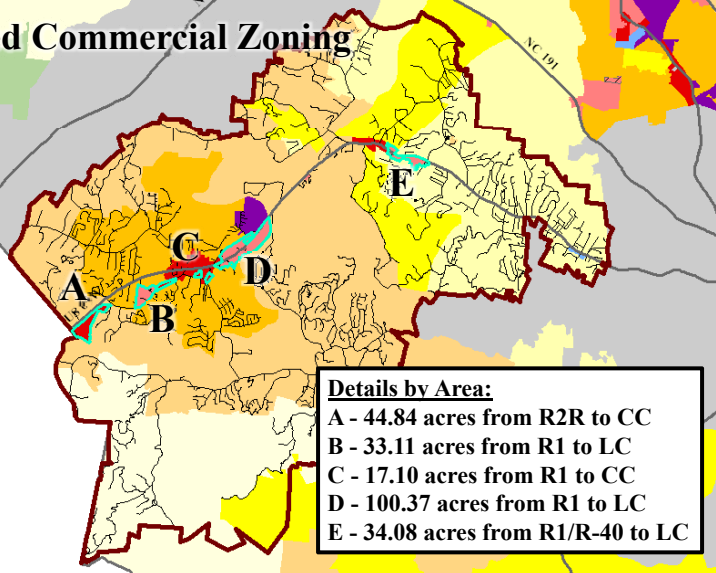 d Commercial Zoning
NC 191
E
C
D
A
B
Details by Area:
A - 44.84 acres from R2R to CC
B - 33.11 acres from R1 to LC
C - 17.10 acres from R1 to CC
D - 100.37 acres from R1 to LC
E - 34.08 acres from R1/R-40 to LC